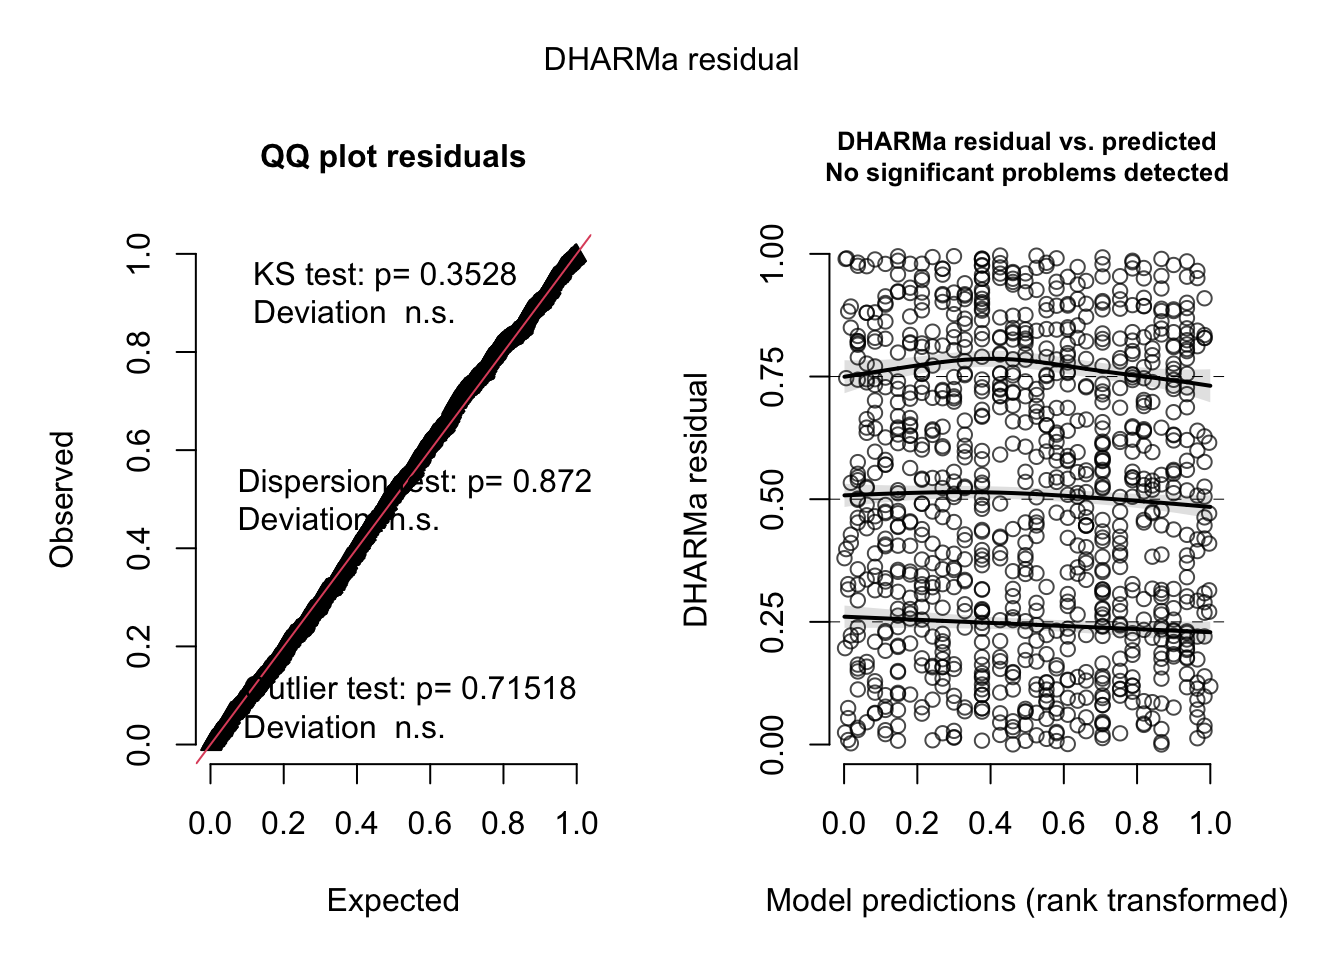 DHARMa residual
QQ plot residuals
KS test: p= 0.3528
Deviation  n.s.
Dispersion test: p= 0.872
Deviation  n.s.
utlier test: p= 0.71518
Deviation  n.s.
Observed
0.0 0.2 0.4 0.6 0.8 1.0
0.0 0.2 0.4 0.6 0.8 1.0
Expected
DHARMa residual vs. predicted
No significant problems detected
DHARMa residual
0.00 0.25 0.50 0.75 1.00
0.0 0.2 0.4 0.6 0.8 1.0
Model predictions (rank transformed)